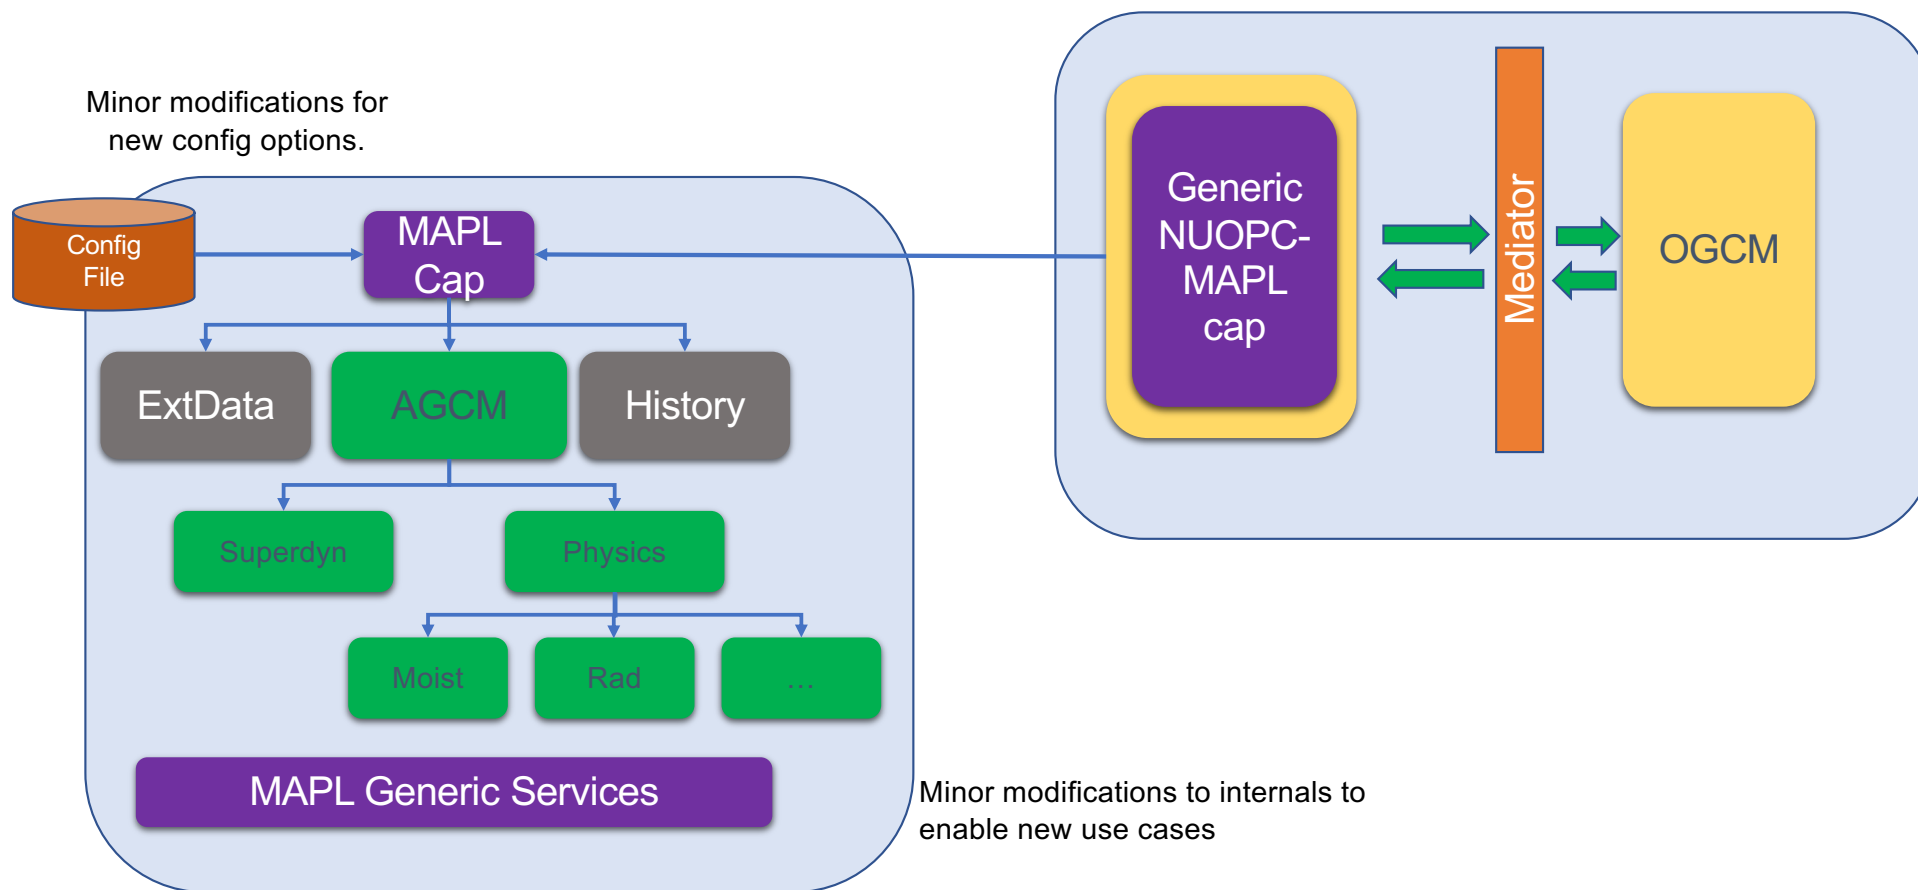 Minor modifications for
new config options.
Config
File
MAPL
Cap
ExtData
AGCM
History
Superdyn
Physics
Moist
Rad
...
MAPL Generic Services
Minor modifications to internals to
enable new use cases
Generic
NUOPC-
MAPL
cap
Mediator
OGCM